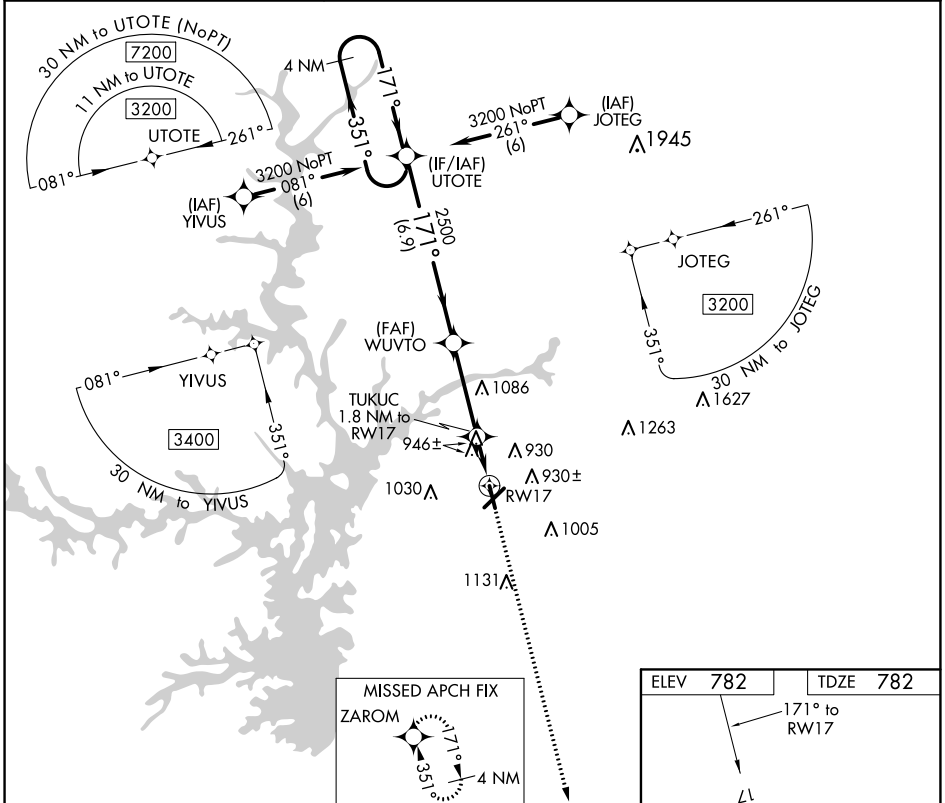 30 NM to UTOTE (NoPT)
7200
11 NM to UTOTE
3200
UTOTE
081°
261°
4 NM
171°
351°
(IF/IAF)
UTOTE
3200 NoPT
261°
(6)
(IAF)
JOTEG
1945
3200 NoPT
081°
(6)
(IAF)
YIVUS
2500
171°
(6.9)
261°
JOTEG
3200
351°
30 NM to JOTEG
(FAF)
WUVTO
081°
YIVUS
3400
351°
30 NM to YIVUS
1086
1627
1263
TUKUC
1.8 NM to
RW17
946±
930
930±
RW17
1030
1005
1131
MISSED APCH FIX
ZAROM
171°
351°
4 NM
ELEV 782
TDZE 782
171° to
RW17
17